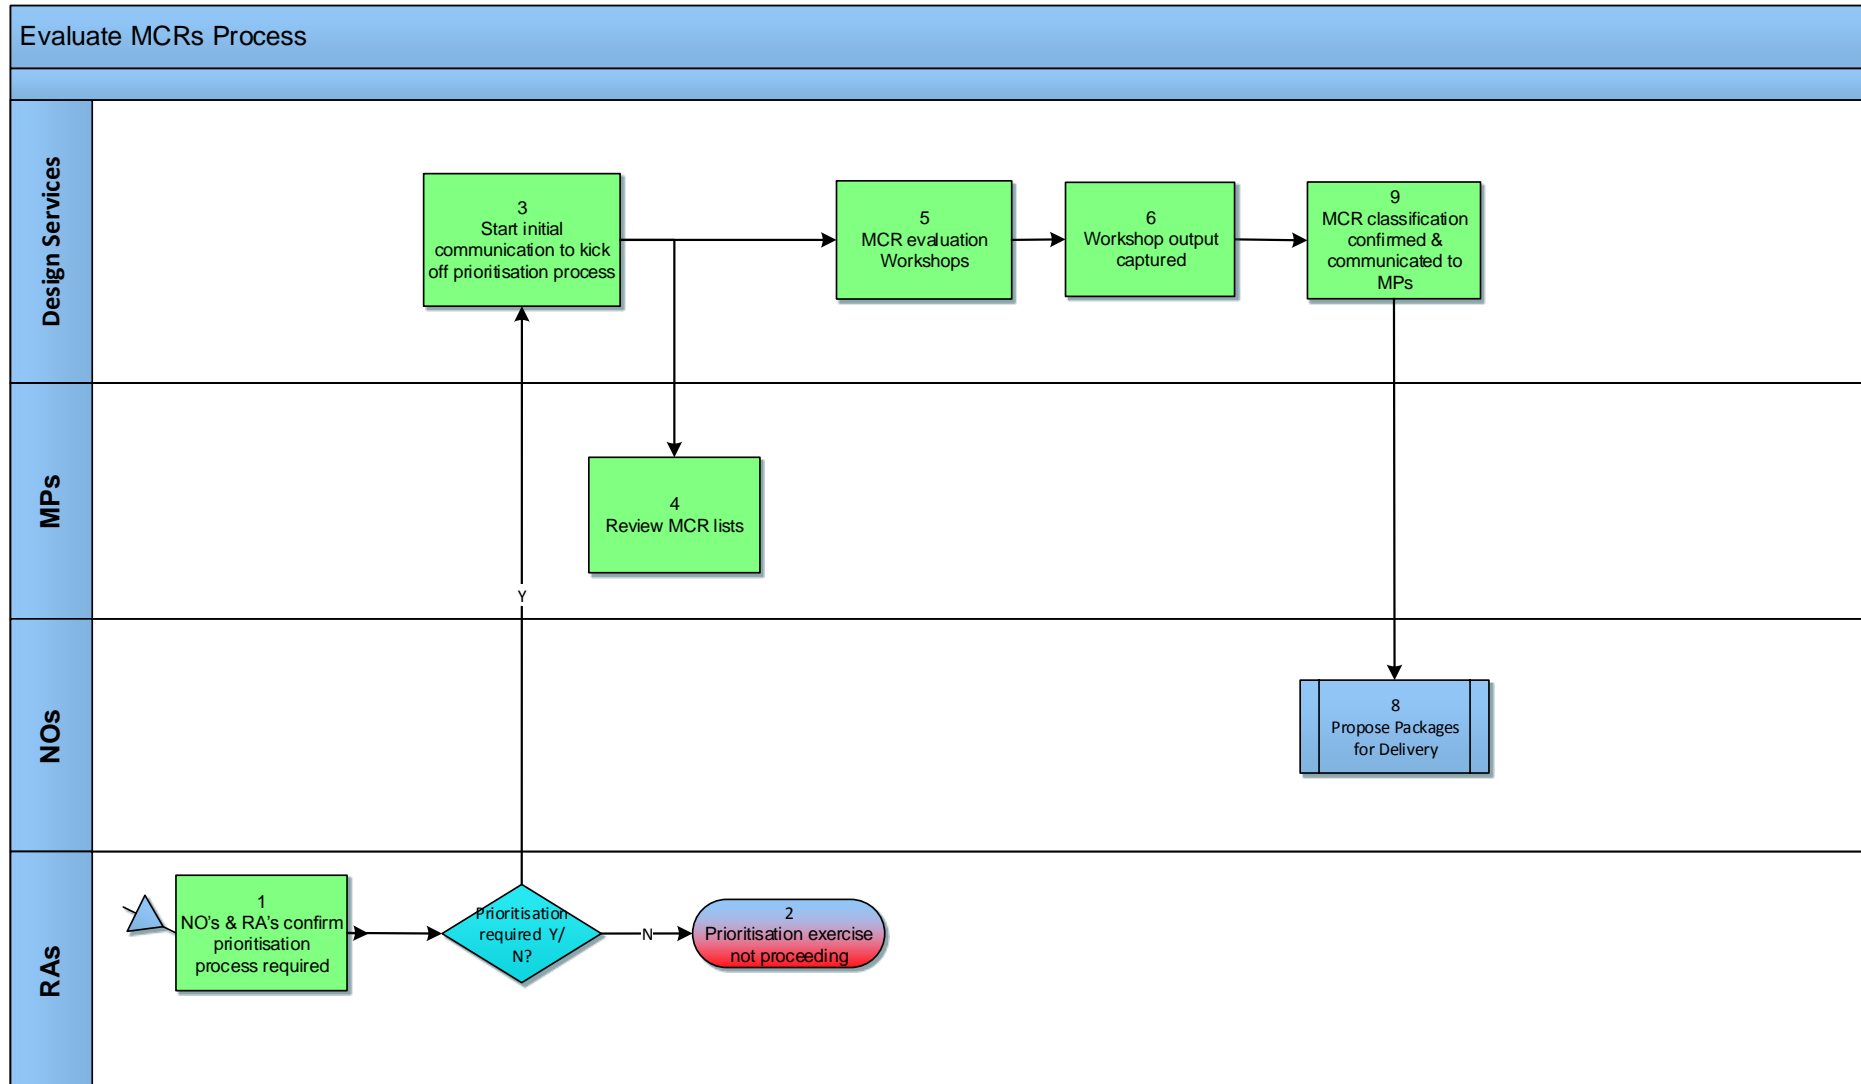 Evaluate MCRs Process
Design Services
3
Start initial
communication to kick
off prioritisation process
5
MCR evaluation
Workshops
6
Workshop output
captured
9
MCR classification
confirmed &
communicated to
MPs
MPs
4
Review MCR lists
Y
NOs
8
Propose Packages
for Delivery
RAs
1
NO's & RA's confirm
prioritisation
process required
Prioritisation
required Y/
N?
N
2
Prioritisation exercise
not proceeding